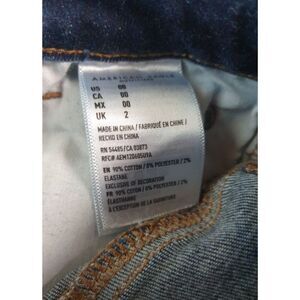 AMERICAN EAGLE
US 00
CA 00
MX 00
UK 2
MADE IN CHINA / FABRIQUÉ EN CHINE /
HECHO EN CHINA
RN 54485/CA 03873
EN 90% COTTON / 8% POLYESTER / 2%
ELASTANE
EXCLUSIVE OF DECORATION
FR 90% COTON / 8% POLYESTER / 2%
ÉLASTHANNE
À L'EXCEPTION DE LA GARNITURE